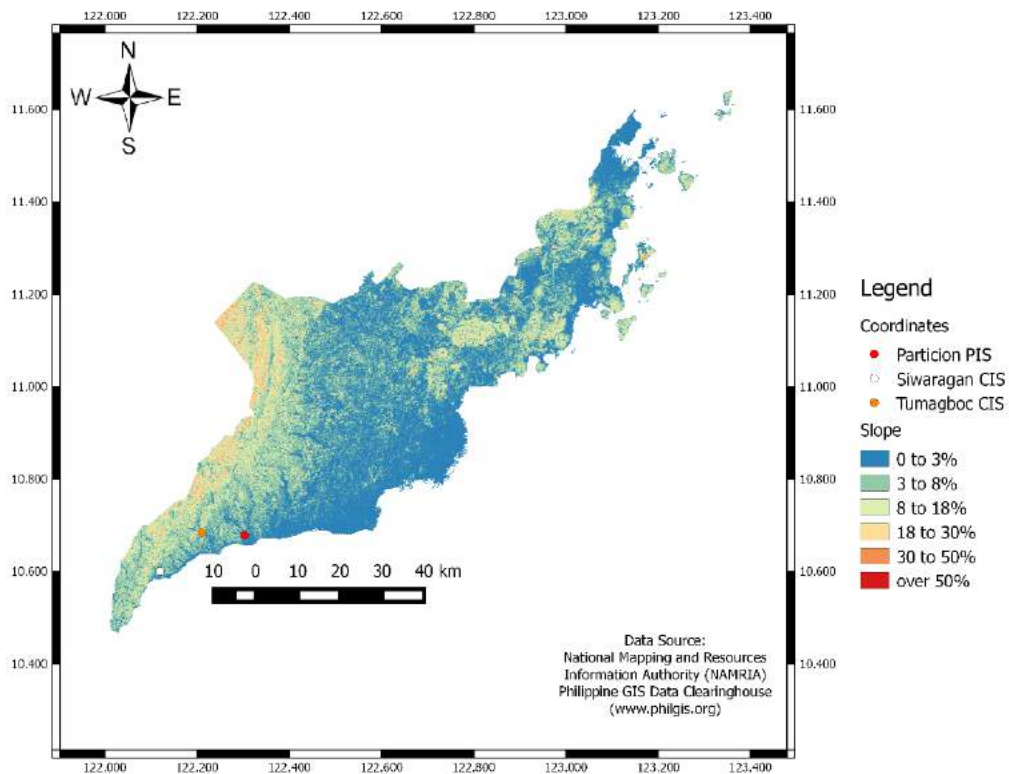 122.000 122.200 122.400 122.600 122.800 123.000 123.200 123.400
N
W E
S
11.600 11.600
11.400 11.400
11.200 11.200
11.000 11.000
10.800 10.800
10.600 10.600
10.400 10.400
10 0 10 20 30 40 km
Legend
Coordinates
Particion PIS
Siwaragan CIS
Tumagboc CIS
Slope
0 to 3%
3 to 8%
8 to 18%
18 to 30%
30 to 50%
over 50%
Data Source:
National Mapping and Resources
Information Authority (NAMRIA)
Philippine GIS Data Clearinghouse
(www.philgis.org)
122.000 122.200 122.400 122.600 122.800 123.000 123.200 123.400